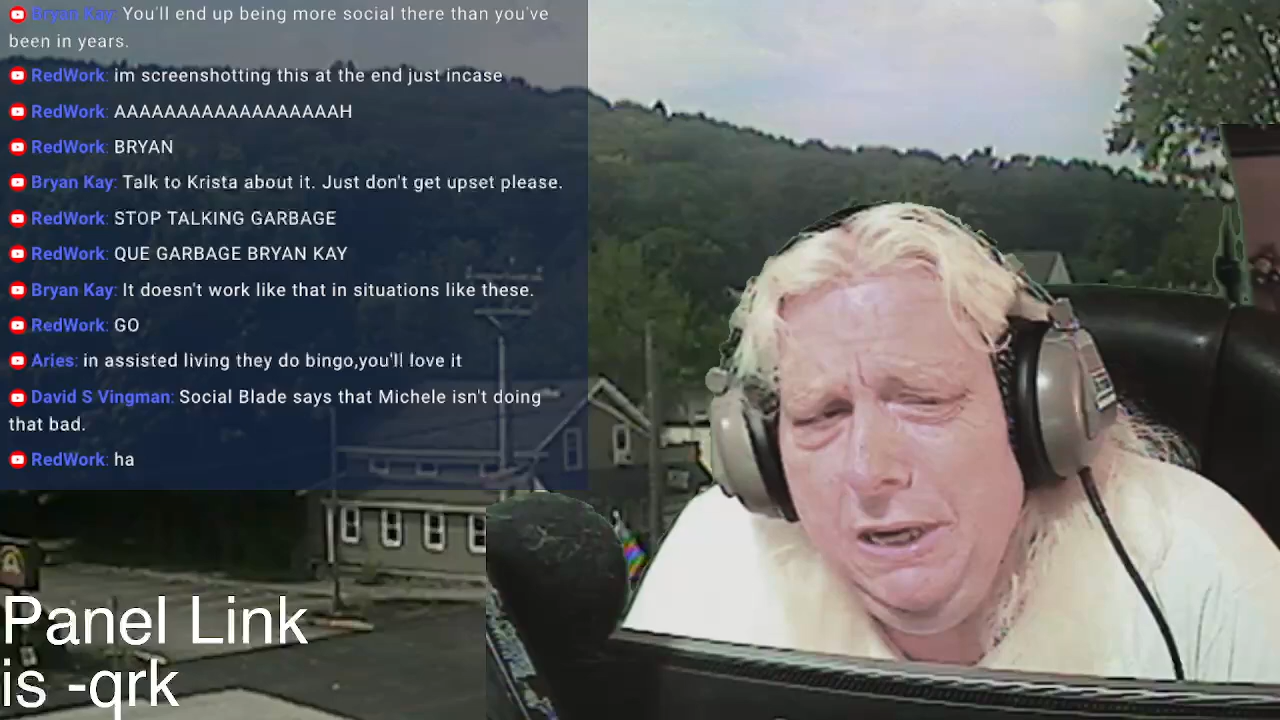 Bryan Kay: You'll end up being more social there than you've
been in years.
RedWork: im screenshotting this at the end just incase
RedWork: AAAAAAAAAAAAAAAAAAH
RedWork: BRYAN
Bryan Kay: Talk to Krista about it. Just don't get upset please.
RedWork: STOP TALKING GARBAGE
RedWork: QUE GARBAGE BRYAN KAY
Bryan Kay: It doesn't work like that in situations like these.
RedWork: GO
Aries: in assisted living they do bingo,you'll love it
David S Vingman: Social Blade says that Michele isn't doing
that bad.
RedWork: ha
Panel Link
is -qrk